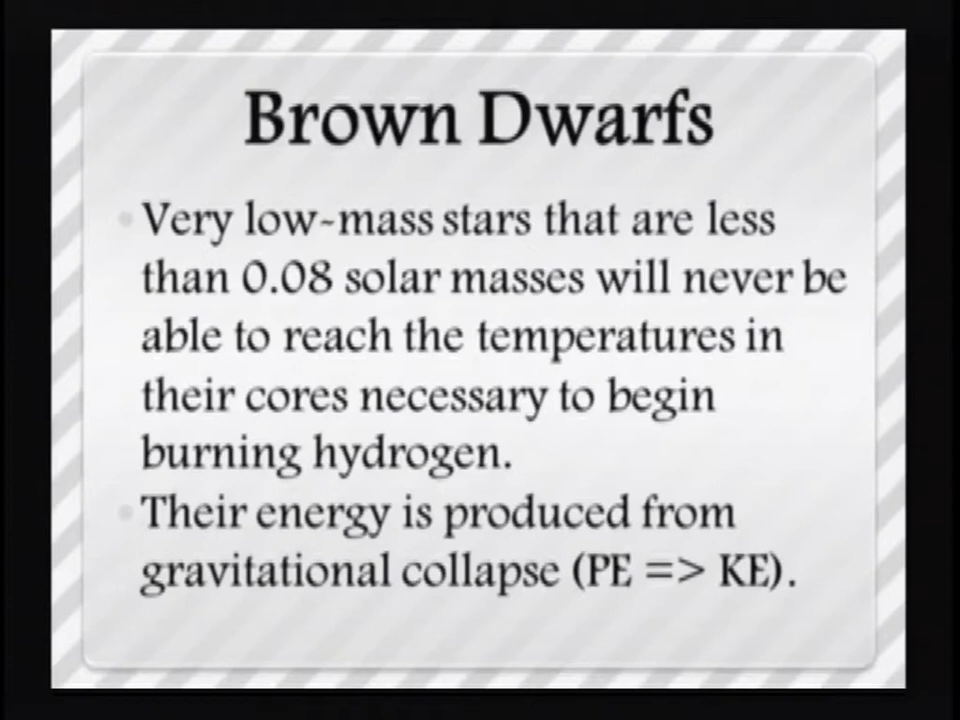 Brown Dwarfs
• Very low-mass stars that are less
than 0.08 solar masses will never be
able to reach the temperatures in
their cores necessary to begin
burning hydrogen.
• Their energy is produced from
gravitational collapse (PE => KE).